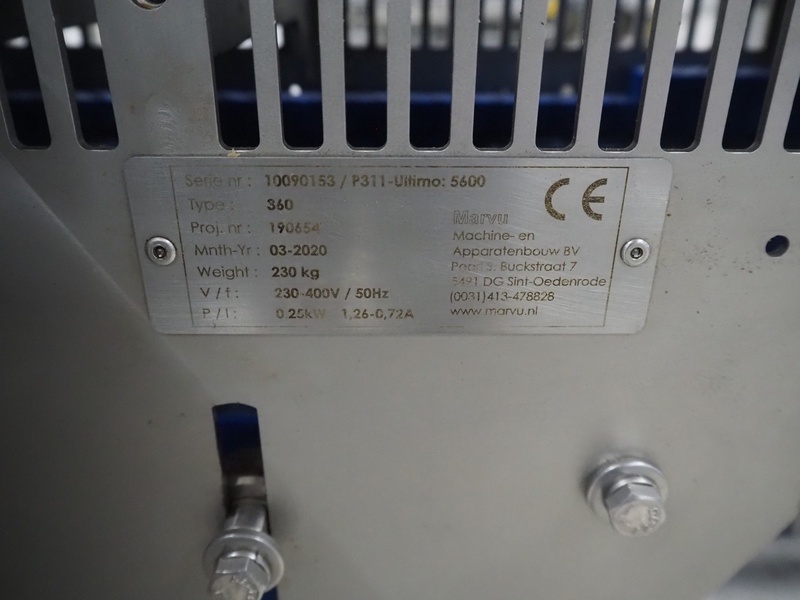 Serie nr : 10090153 / P311-Ultimo: 5600
Type : 360
Proj. nr : 190654
Mnth-Yr : 03-2020
Weight : 230 kg
V / f : 230-400V / 50Hz
P / I : 0,25kW 1,26-0,72A
CE
Marvu
Machine- en
Apparatenbouw BV
Pearl S. Buckstraat 7
5491 DG Sint-Oedenrode
(0031)413-478828
www.marvu.nl